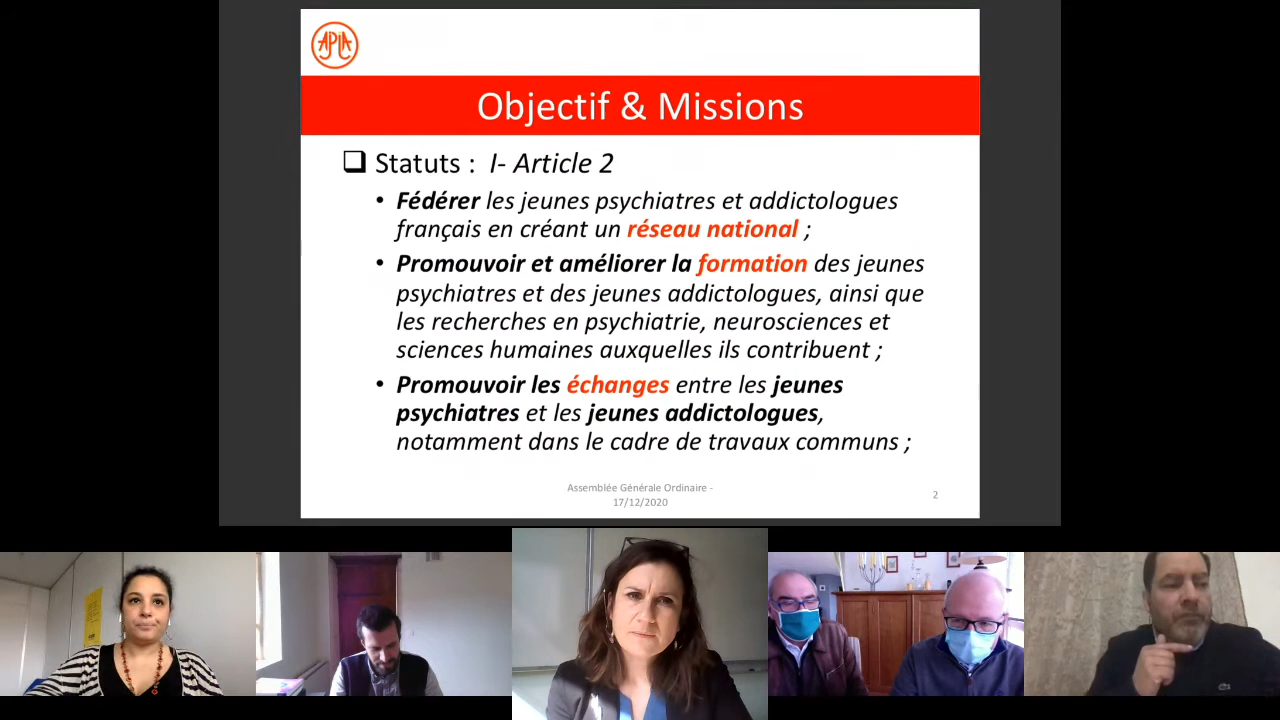 APJA
Objectif & Missions
Statuts : I- Article 2
• Fédérer les jeunes psychiatres et addictologues
français en créant un réseau national ;
• Promouvoir et améliorer la formation des jeunes
psychiatres et des jeunes addictologues, ainsi que
les recherches en psychiatrie, neurosciences et
sciences humaines auxquelles ils contribuent ;
• Promouvoir les échanges entre les jeunes
psychiatres et les jeunes addictologues,
notamment dans le cadre de travaux communs ;
Assemblée Générale Ordinaire -
17/12/2020
2